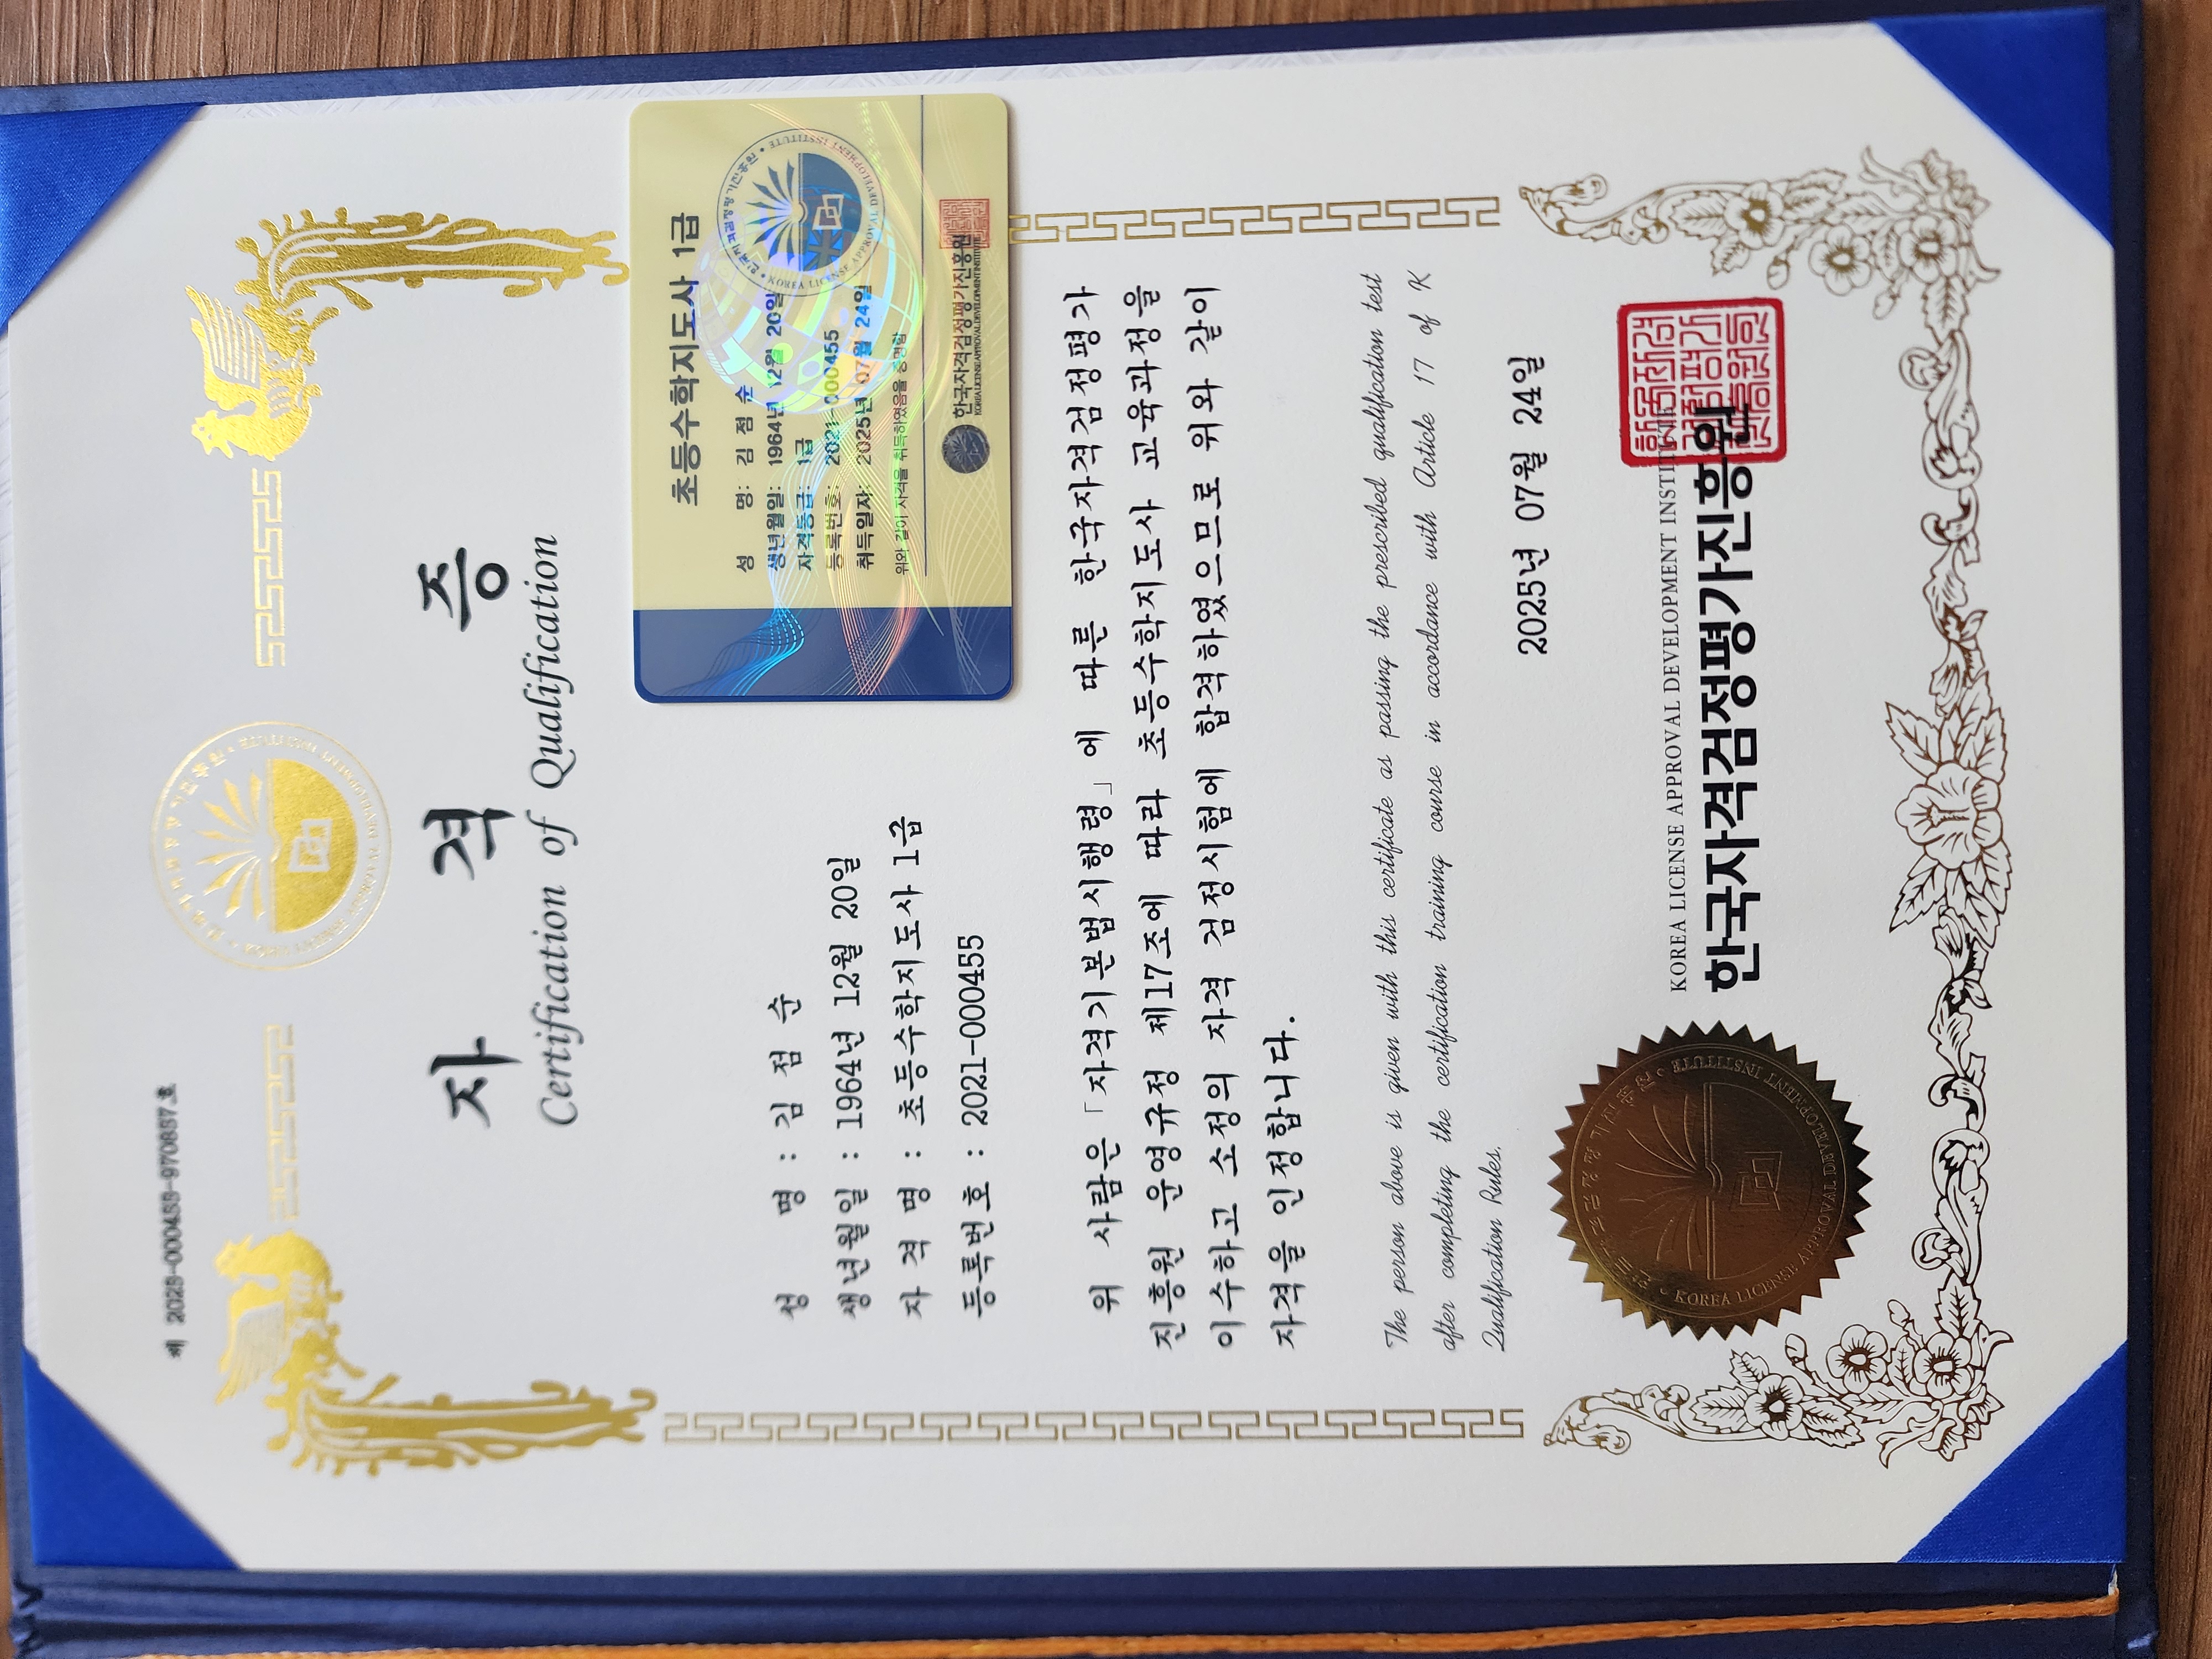 제 2025-000455-970657호
자 격 증
Certification of Qualification
성 명 : 김 점 순
생년월일 : 1964년 12월 20일
자 격 명 : 초등수학지도사 1급
등록번호 : 2021-000455
초등수학지도사 1급
성 명: 김 점 순
생년월일: 1964년 12월 20일
자격등급: 1급
등록번호: 2021-000455
취득일자: 2025년 07월 24일
위와 같이 자격을 취득하였음을 증명함
한국자격검정평가진흥원
KOREA LICENSE APPROVAL DEVELOPMENT INSTITUTE
위 사람은 「자격기본법시행령」에 따른 한국자격검정평가
진흥원 운영규정 제17조에 따라 초등수학지도사 교육과정을
이수하고 소정의 자격 검정시험에 합격하였으므로 위와 같이
자격을 인정합니다.
The person above is given with this certificate as passing the prescribed qualification test
after completing the certification training course in accordance with Article 17 of K
Qualification Rules.
2025년 07월 24일
KOREA LICENSE APPROVAL DEVELOPMENT INSTITUTE
한국자격검정평가진흥원
KOREA LICENSE APPROVAL DEVELOPMENT INSTITUTE